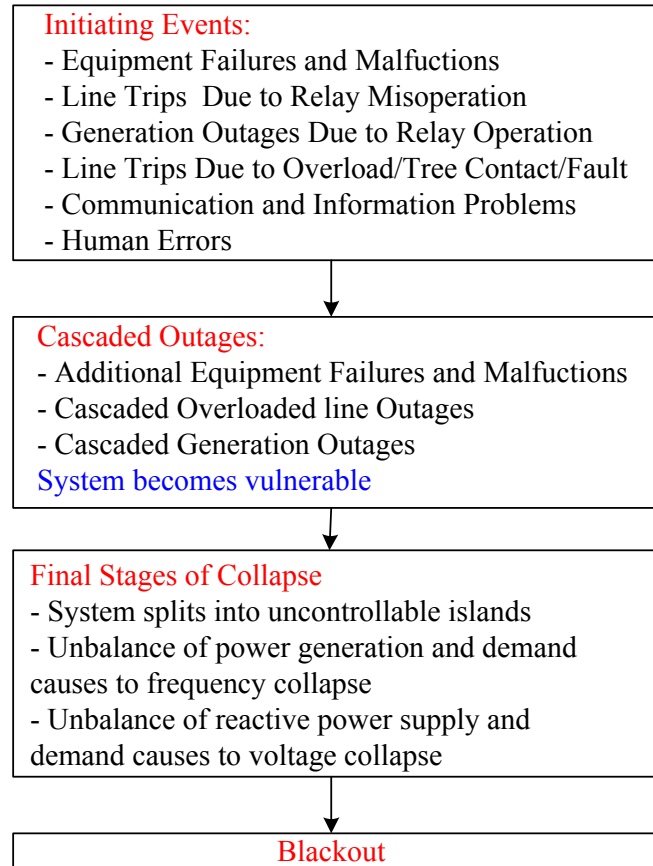 Initiating Events:
- Equipment Failures and Malfuctions
- Line Trips Due to Relay Misoperation
- Generation Outages Due to Relay Operation
- Line Trips Due to Overload/Tree Contact/Fault
- Communication and Information Problems
- Human Errors
Cascaded Outages:
- Additional Equipment Failures and Malfuctions
- Cascaded Overloaded line Outages
- Cascaded Generation Outages
System becomes vulnerable
Final Stages of Collapse
- System splits into uncontrollable islands
- Unbalance of power generation and demand
causes to frequency collapse
- Unbalance of reactive power supply and
demand causes to voltage collapse
Blackout